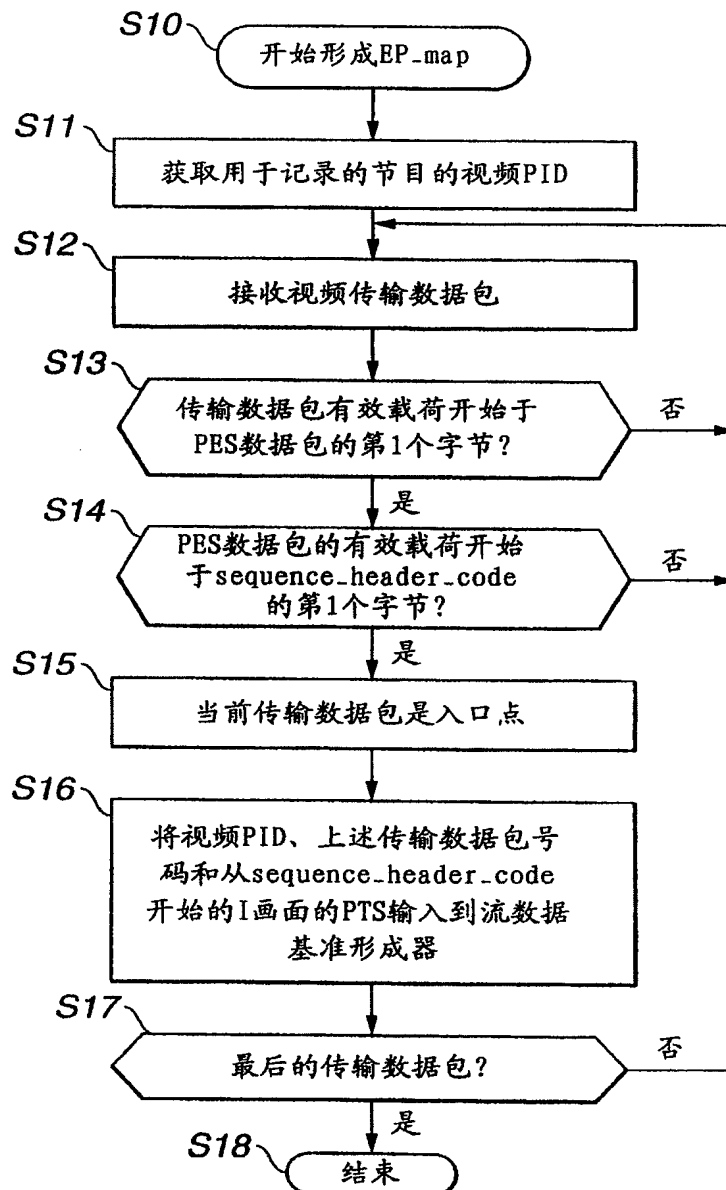 S10
开始形成EP_map
S11
获取用于记录的节目的视频PID
S12
接收视频传输数据包
S13
传输数据包有效载荷开始于
PES数据包的第1个字节?
否
是
S14
PES数据包的有效载荷开始
于sequence_header_code
的第1个字节?
否
是
S15
当前传输数据包是入口点
S16
将视频PID、上述传输数据包号
码和从sequence_header_code
开始的I画面的PTS输入到流数据
基准形成器
S17
最后的传输数据包?
否
是
S18
结束